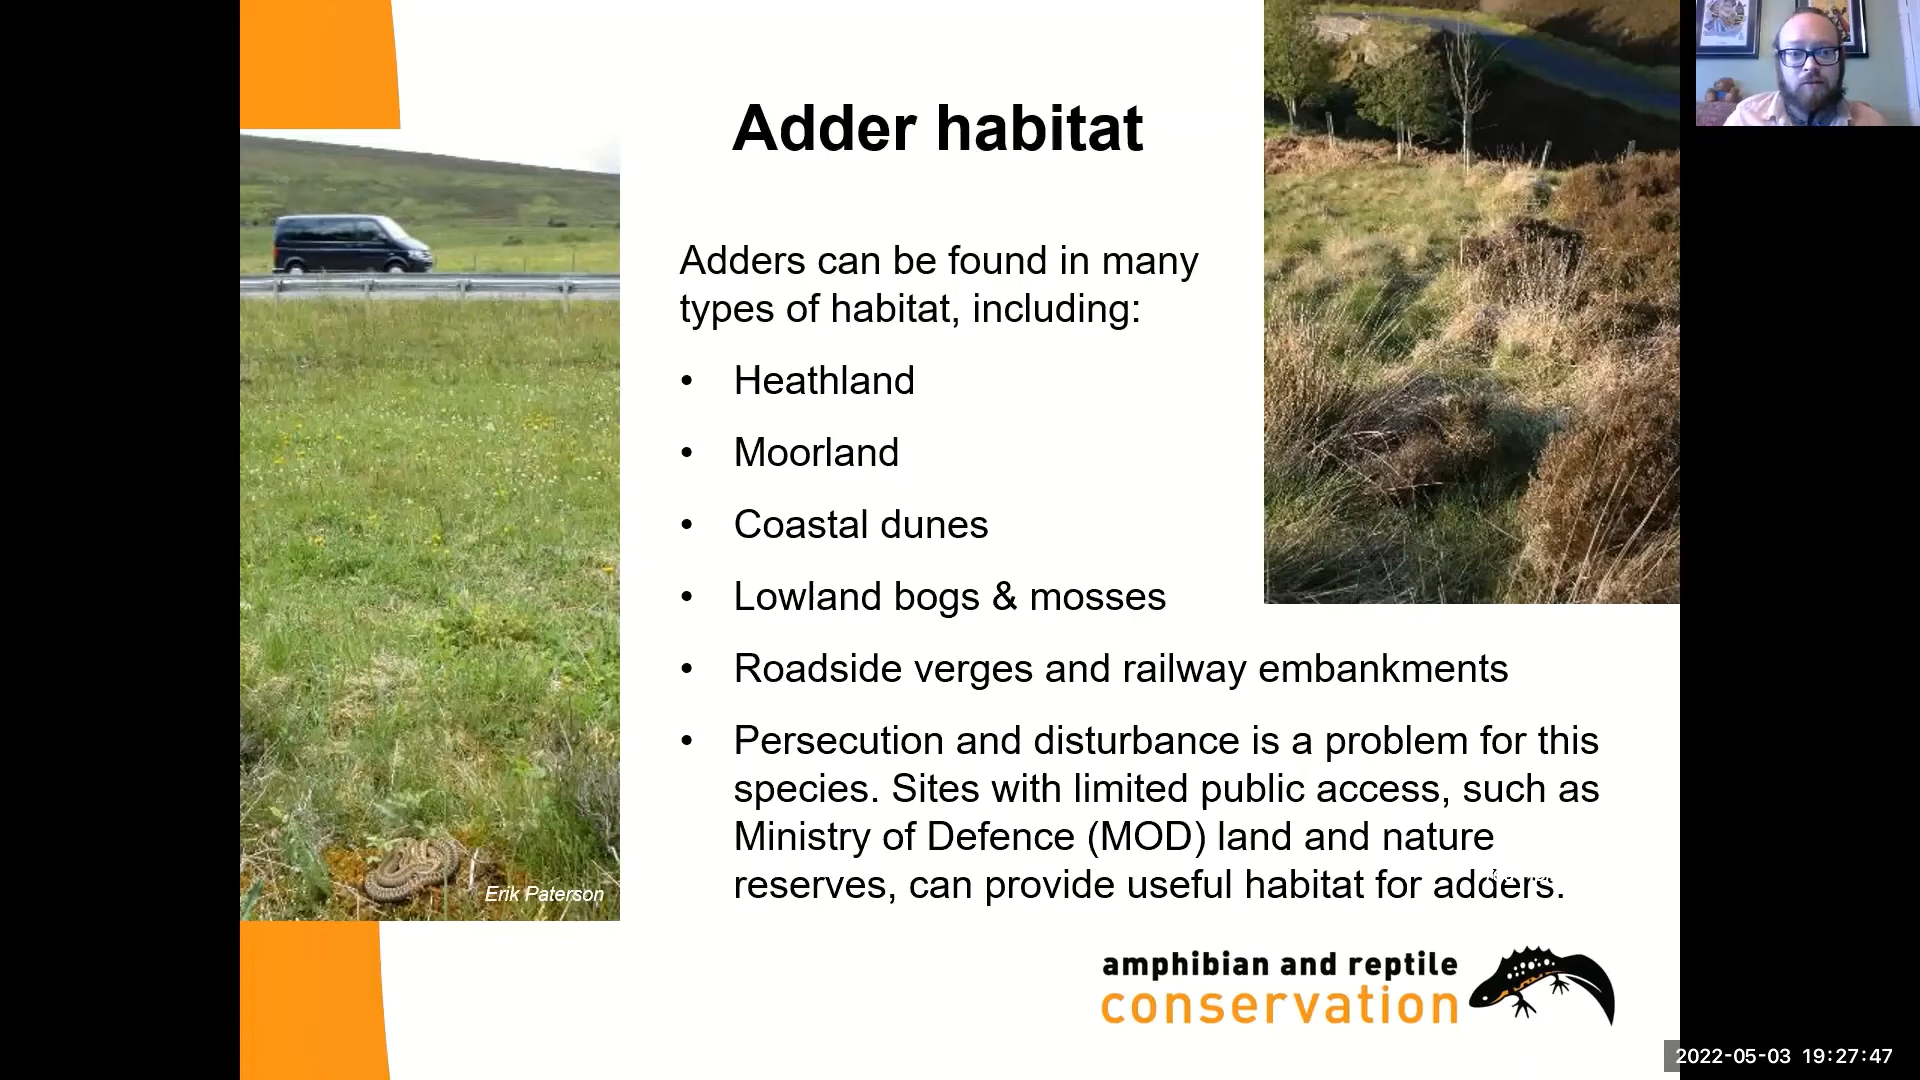 Adder habitat
Adders can be found in many
types of habitat, including:
• Heathland
• Moorland
• Coastal dunes
• Lowland bogs & mosses
• Roadside verges and railway embankments
• Persecution and disturbance is a problem for this
species. Sites with limited public access, such as
Ministry of Defence (MOD) land and nature
reserves, can provide useful habitat for adders.
Erik Paterson
amphibian and reptile
conservation
2022-05-03 19:27:47